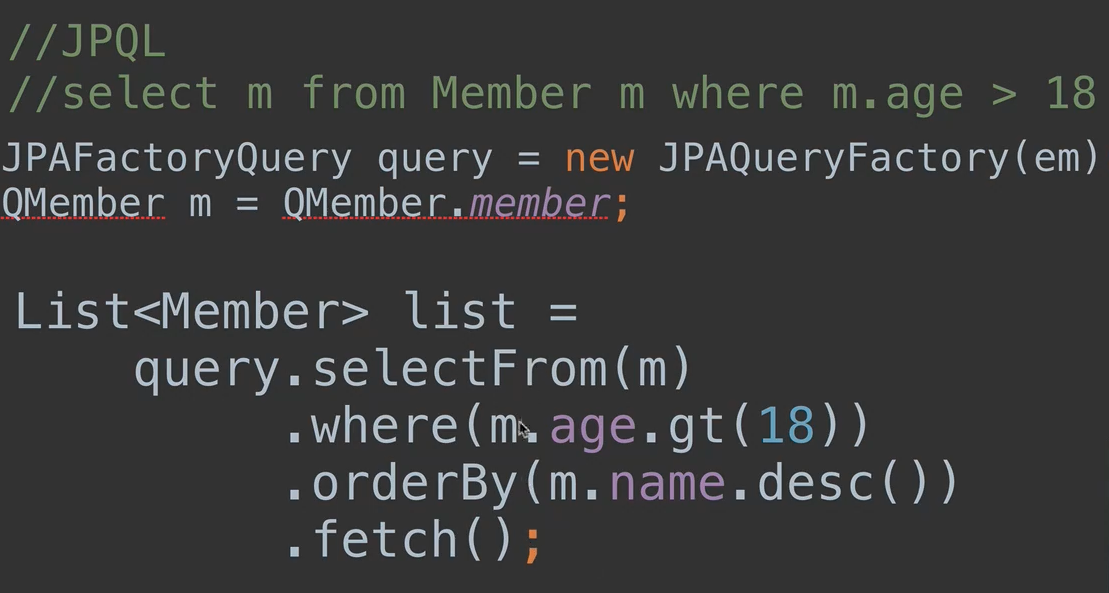 //JPQL
//select m from Member m where m.age > 18
JPAFactoryQuery query = new JPAQueryFactory(em)
QMember m = QMember.member;
List<Member> list =
query.selectFrom(m)
.where(m.age.gt(18))
.orderBy(m.name.desc())
.fetch();